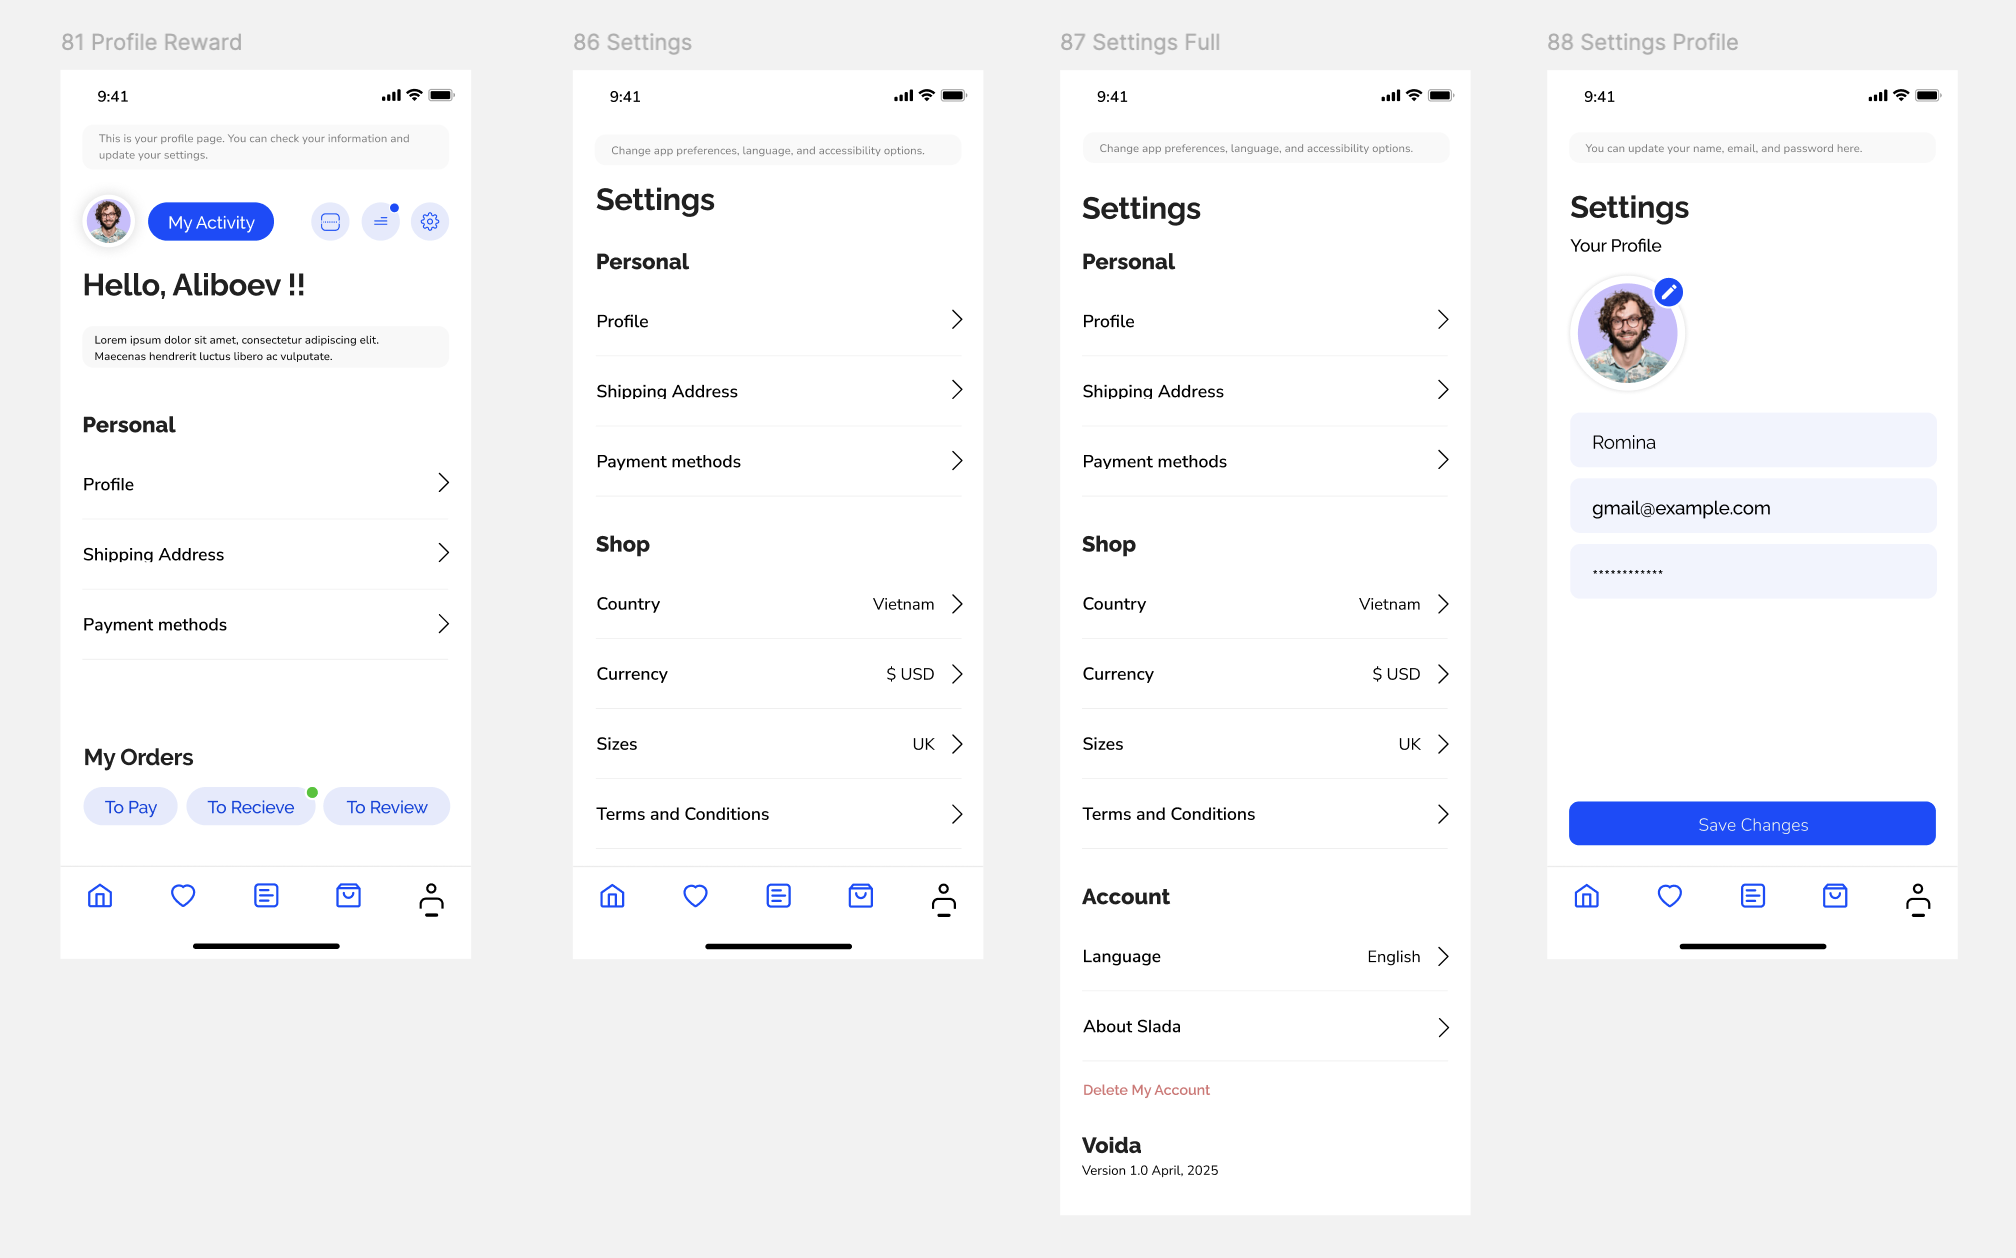 81 Profile Reward
9:41
This is your profile page. You can check your information and
update your settings.
My Activity
Hello, Aliboev !!
Lorem ipsum dolor sit amet, consectetur adipiscing elit.
Maecenas hendrerit luctus libero ac vulputate.
Personal
Profile
Shipping Address
Payment methods
My Orders
To Pay
To Recieve
To Review
86 Settings
9:41
Change app preferences, language, and accessibility options.
Settings
Personal
Profile
Shipping Address
Payment methods
Shop
Country Vietnam
Currency $ USD
Sizes UK
Terms and Conditions
87 Settings Full
9:41
Change app preferences, language, and accessibility options.
Settings
Personal
Profile
Shipping Address
Payment methods
Shop
Country Vietnam
Currency $ USD
Sizes UK
Terms and Conditions
Account
Language English
About Slada
Delete My Account
Voida
Version 1.0 April, 2025
88 Settings Profile
9:41
You can update your name, email, and password here.
Settings
Your Profile
Romina
gmail@example.com
************
Save Changes